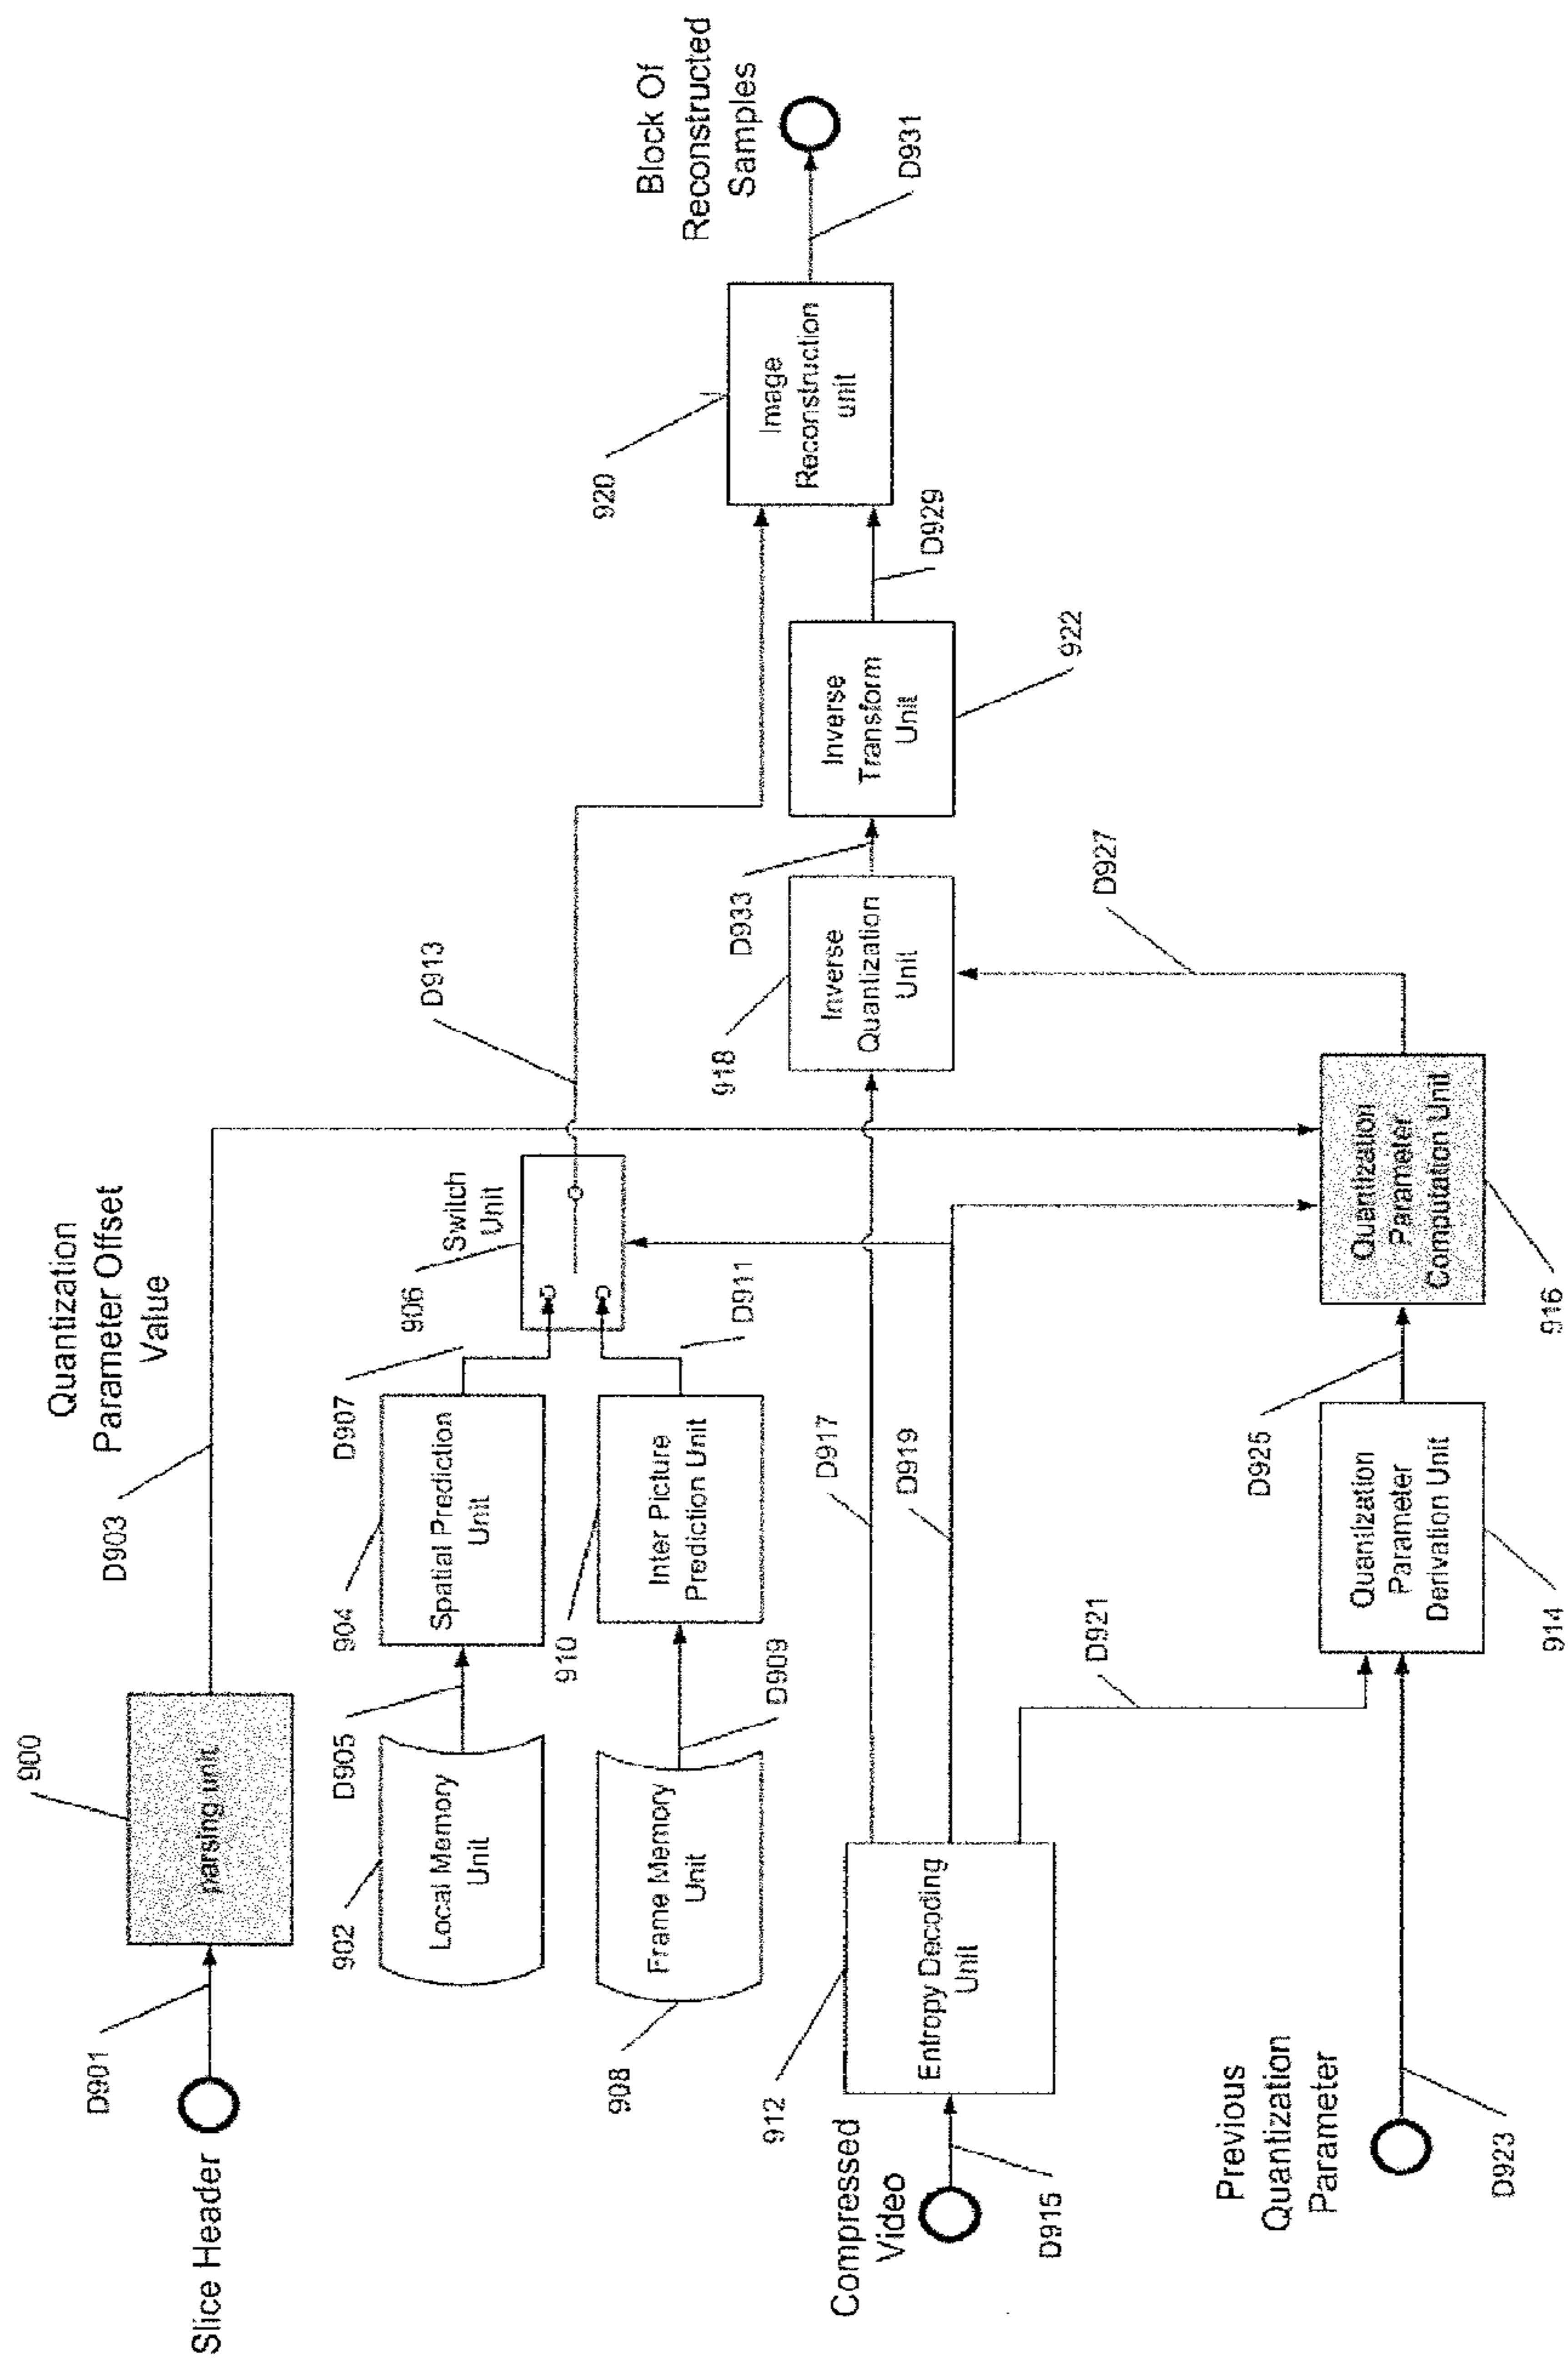 Slice Header
D901
900
parsing unit
D903
Quantization
Parameter Offset
Value
902
Local Memory
Unit
D905
904
Spatial Prediction
Unit
D907
906
Switch
Unit
D913
908
Frame Memory
Unit
D909
910
Inter Picture
Prediction Unit
D911
Compressed
Video
D915
912
Entropy Decoding
Unit
D917
D919
D921
918
Inverse
Quantization
Unit
D933
Inverse
Transform
Unit
922
D929
920
Image
Reconstruction
unit
D931
Block Of
Reconstructed
Samples
Previous
Quantization
Parameter
D923
Quantization
Parameter
Derivation Unit
914
D925
Quantization
Parameter
Computation Unit
916
D927